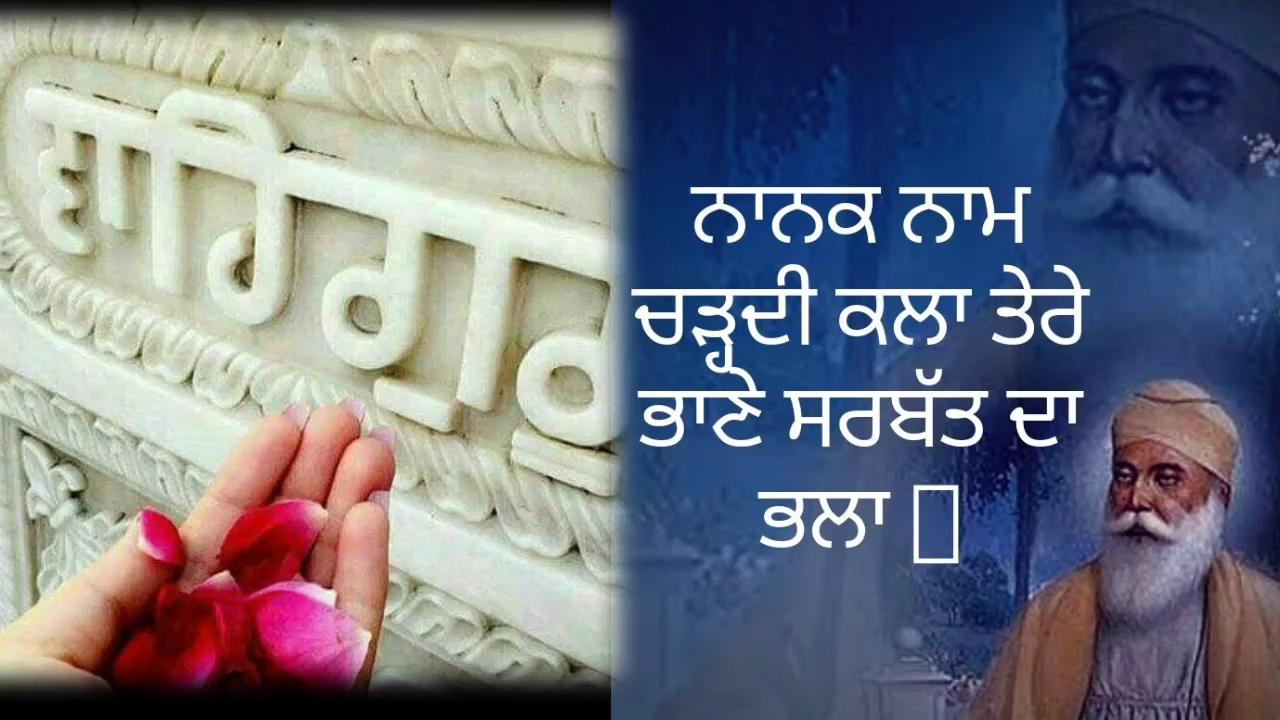 ਵਾਹਿਗੁਰੂ
ਨਾਨਕ ਨਾਮ
ਚੜ੍ਹਦੀ ਕਲਾ ਤੇਰੇ
ਭਾਣੇ ਸਰਬੱਤ ਦਾ
ਭਲਾ